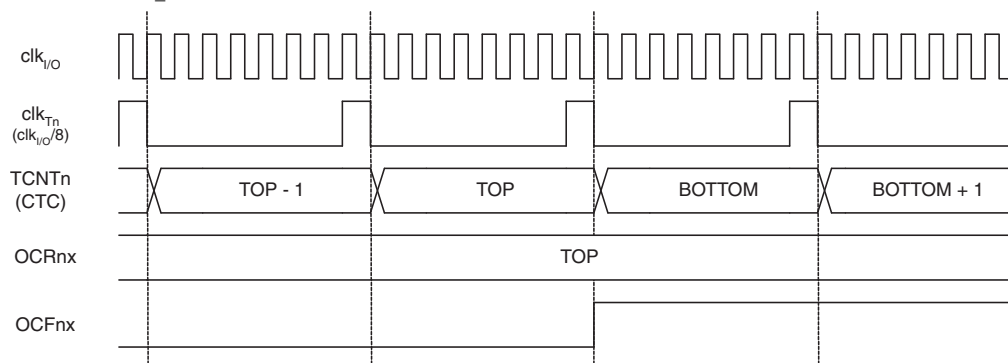 clkI/O
clkTn
(clkI/O/8)
TCNTn
(CTC)
TOP - 1
TOP
BOTTOM
BOTTOM + 1
OCRnx
TOP
OCFnx